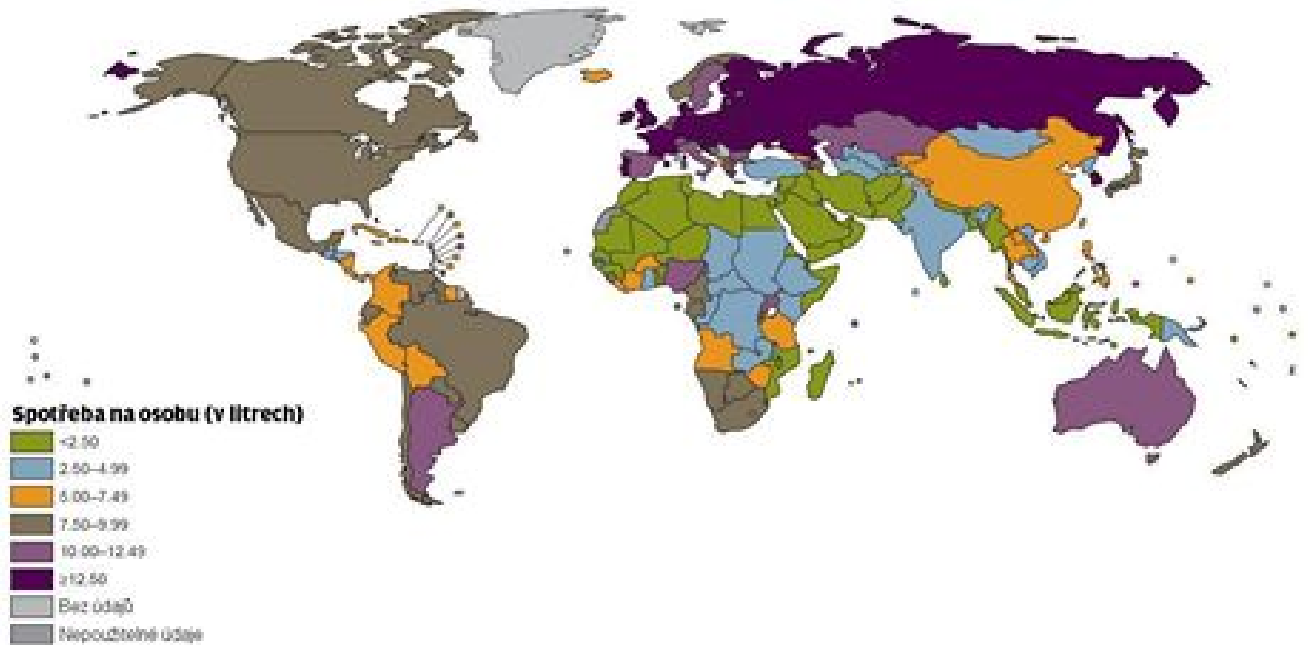 Spotřeba na osobu (v litrech)
<2.50
2.50–4.99
5.00–7.49
7.50–9.99
10.00–12.49
≥12.50
Bez údajů
Nepoužitelné údaje